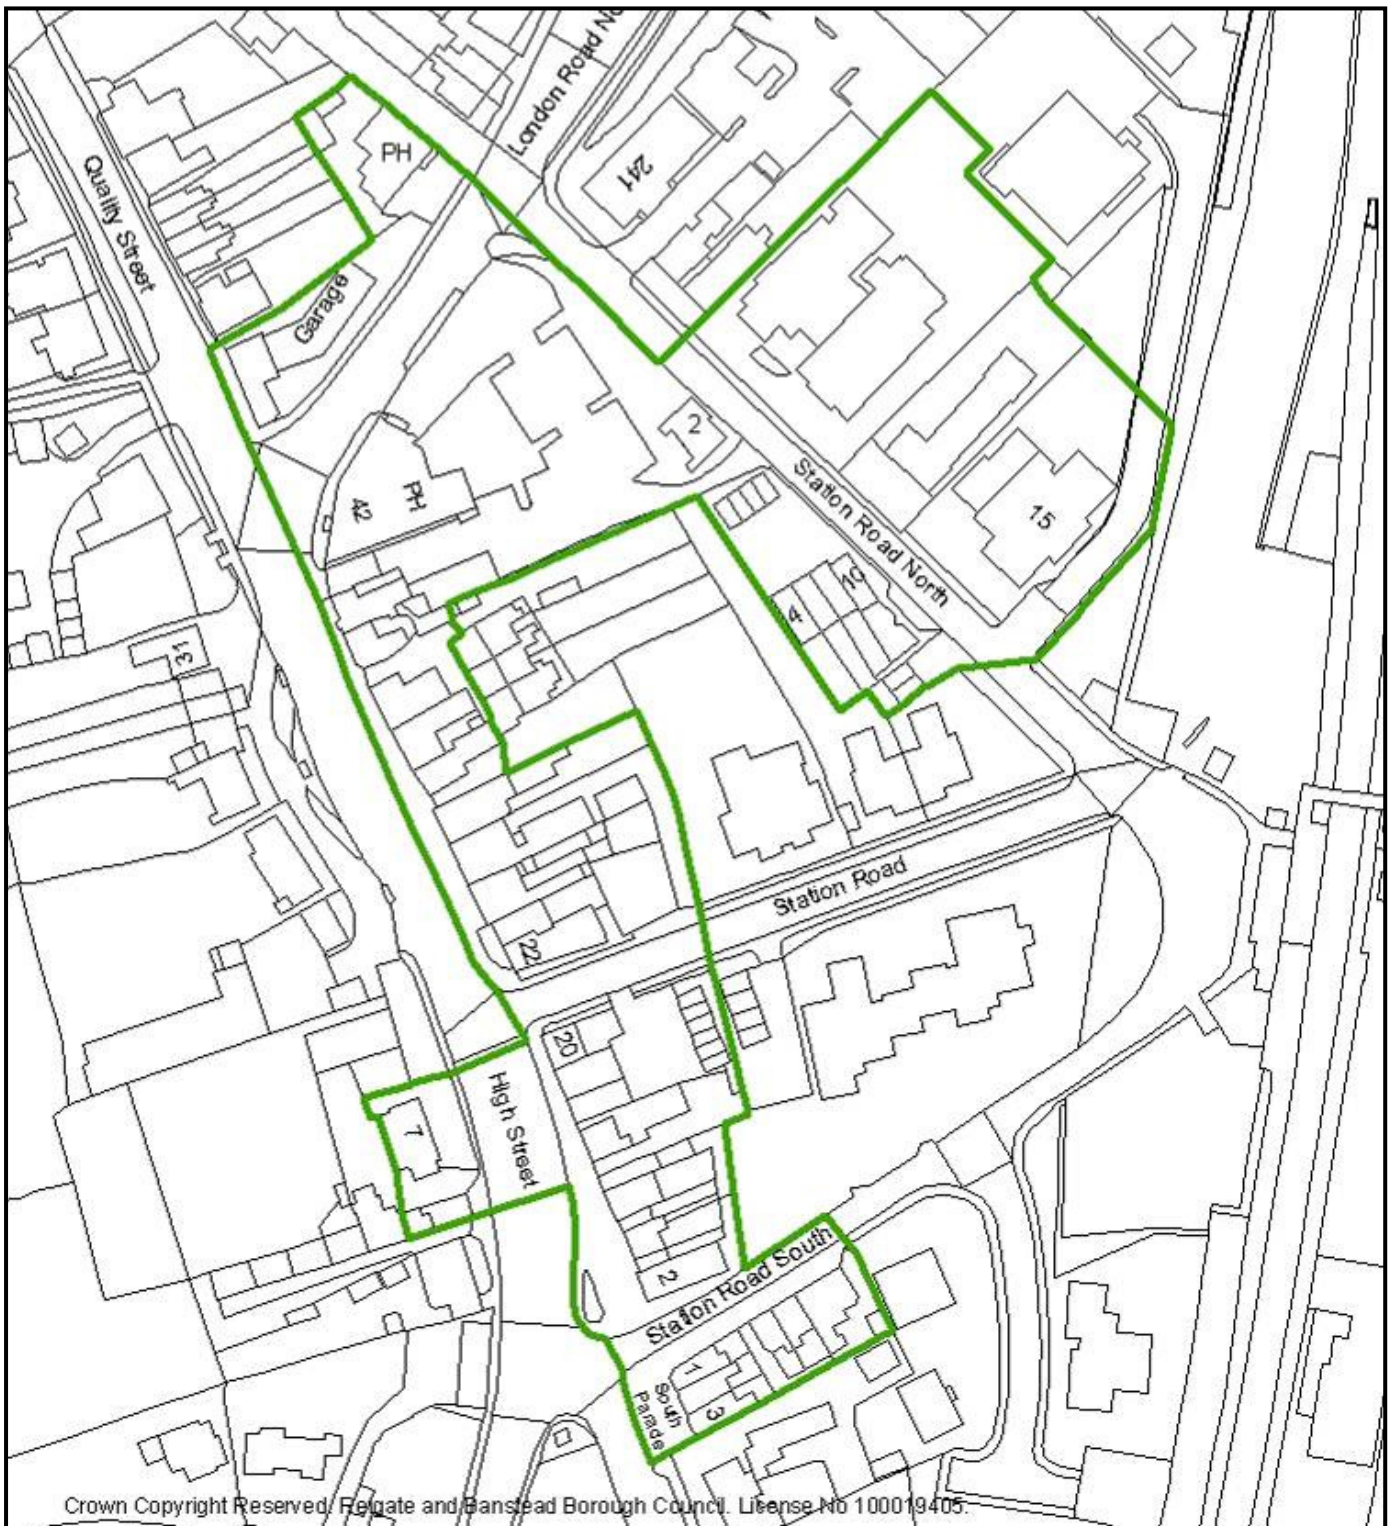 London Road No
PH
241
Quality Street
Garage
2
42
PH
Station Road North
15
10
4
31
Station Road
22
20
High Street
7
2
Station Road South
1
3
South
Parade
Crown Copyright Reserved. Reigate and Banstead Borough Council. License No 100019405.